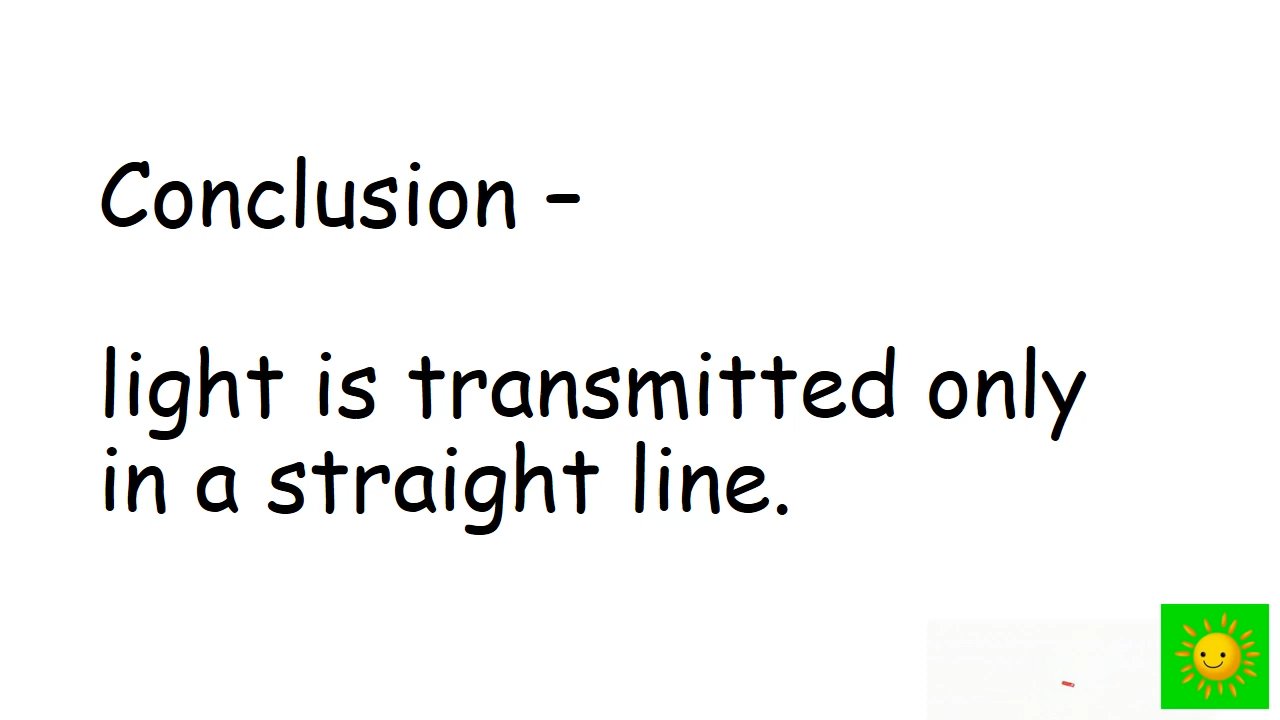 Conclusion –
light is transmitted only
in a straight line.